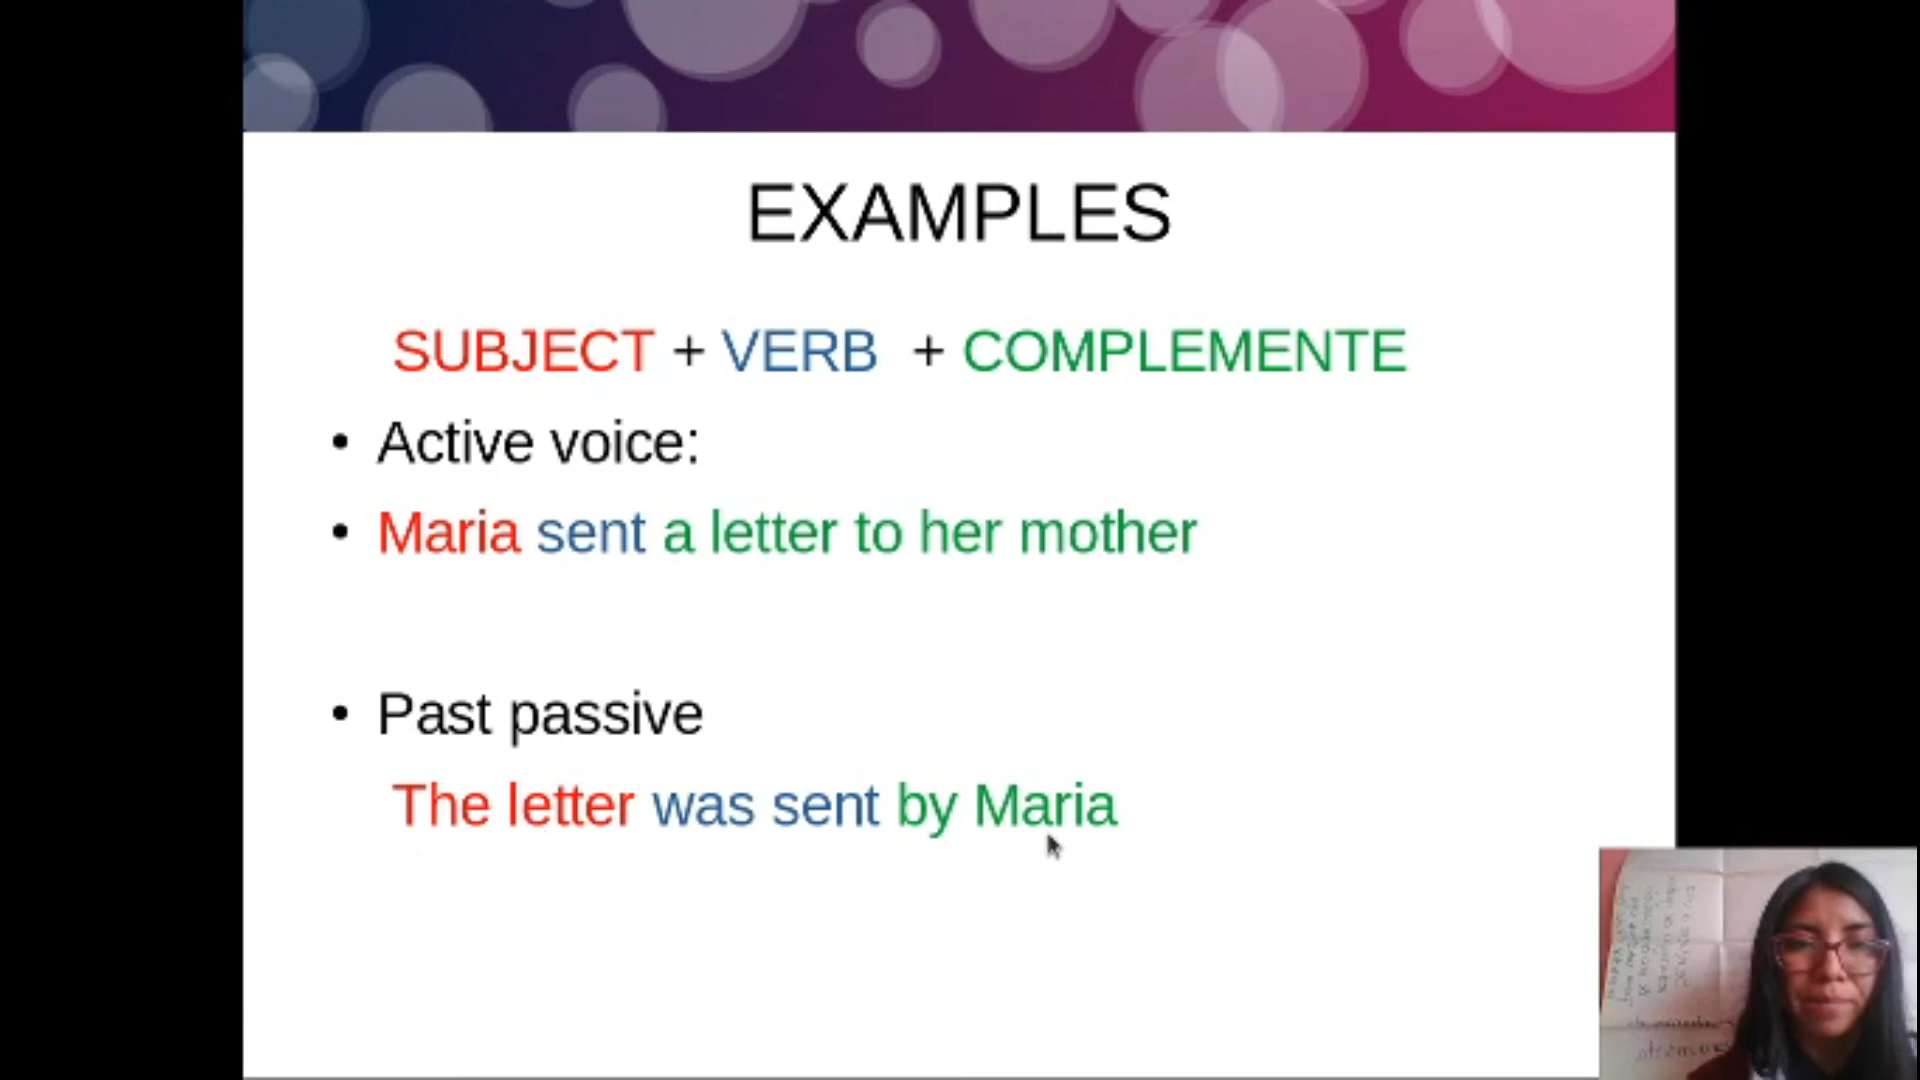 EXAMPLES
SUBJECT + VERB + COMPLEMENTE
• Active voice:
• Maria sent a letter to her mother
• Past passive
The letter was sent by Maria